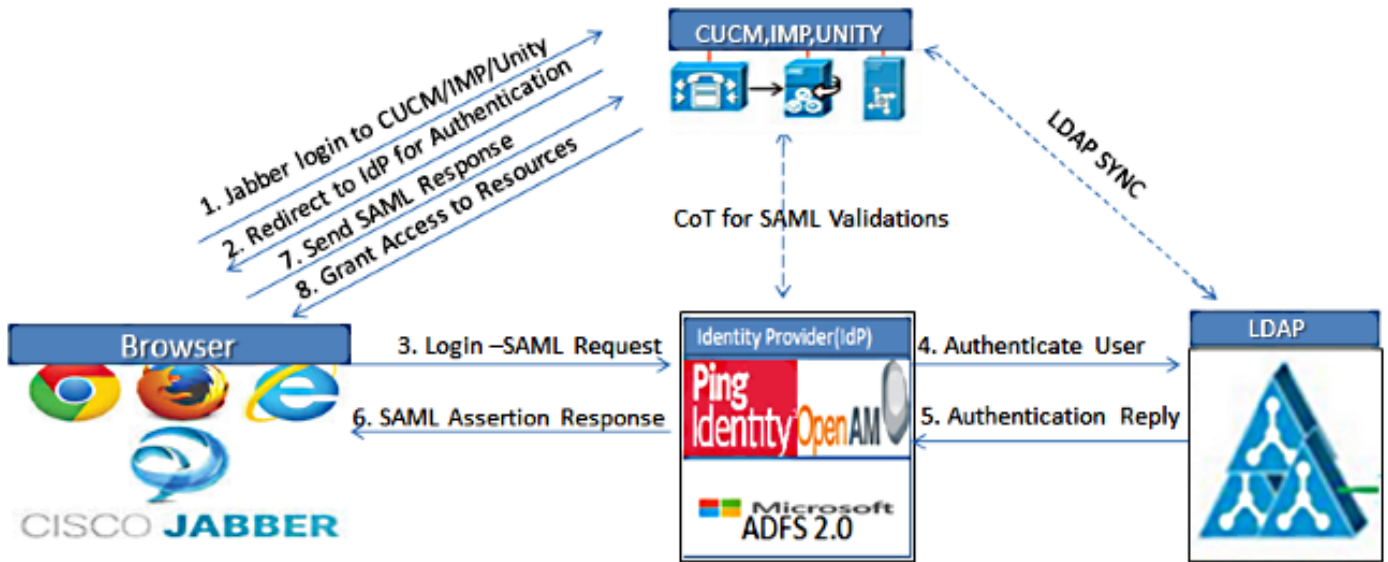 CUCM,IMP,UNITY
1. Jabber login to CUCM/IMP/Unity
2. Redirect to IdP for Authentication
7. Send SAML Response
8. Grant Access to Resources
LDAP SYNC
CoT for SAML Validations
Browser
3. Login –SAML Request
6. SAML Assertion Response
CISCO JABBER
Identity Provider(IdP)
Ping
Identity
OpenAM
Microsoft
ADFS 2.0
4. Authenticate User
5. Authentication Reply
LDAP